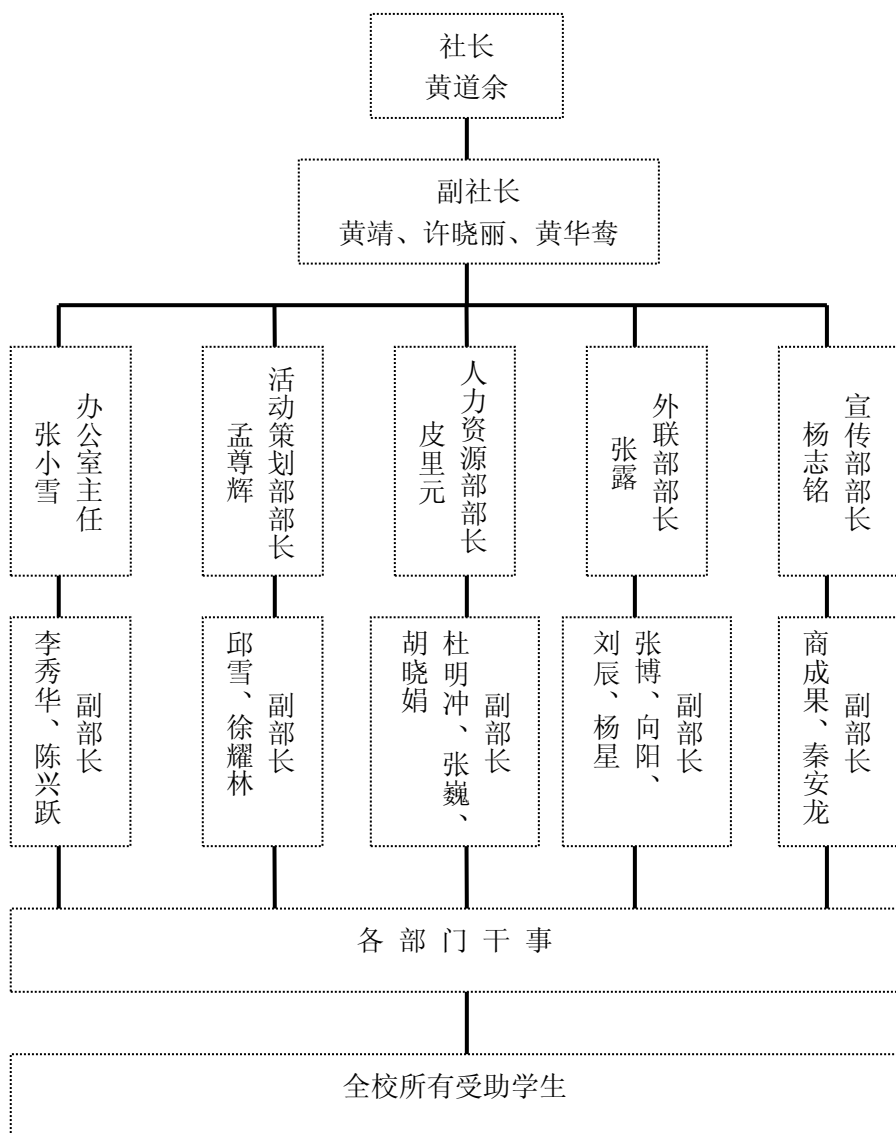 社长
黄道余
副社长
黄靖、许晓丽、黄华鸯
办公室主任
张小雪
活动策划部部长
孟尊辉
人力资源部部长
皮里元
外联部部长
张露
宣传部部长
杨志铭
副部长
李秀华、陈兴跃
副部长
邱雪、徐耀林
副部长
杜明冲、张巍、
胡晓娟
副部长
张博、向阳、
刘辰、杨星
副部长
商成果、秦安龙
各 部 门 干 事
全校所有受助学生